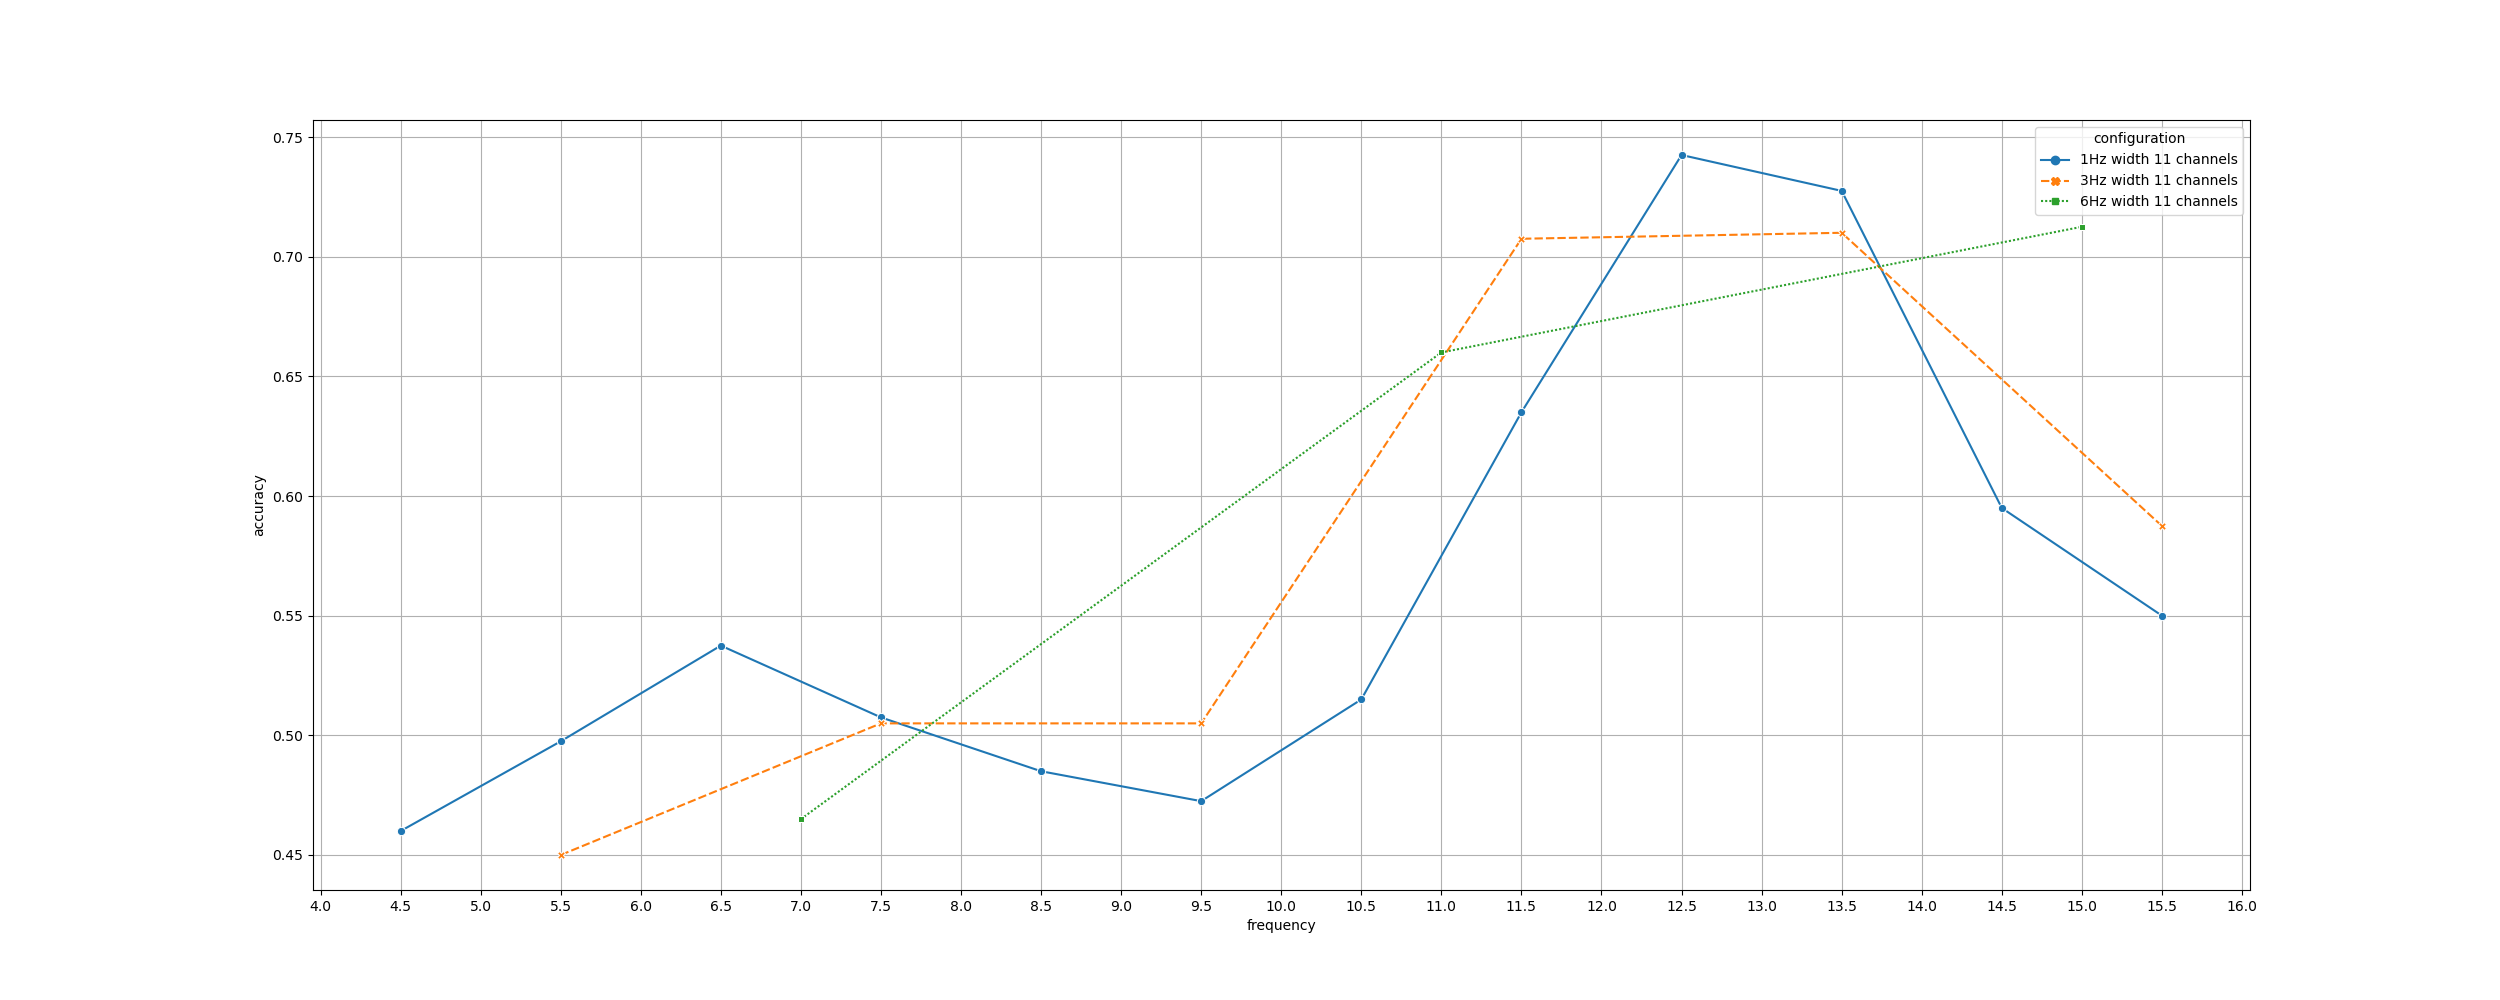 0.75
0.70
0.65
0.60
0.55
0.50
0.45
accuracy
configuration
1Hz width 11 channels
3Hz width 11 channels
6Hz width 11 channels
4.0 4.5 5.0 5.5 6.0 6.5 7.0 7.5 8.0 8.5 9.0 9.5 10.0 10.5 11.0 11.5 12.0 12.5 13.0 13.5 14.0 14.5 15.0 15.5 16.0
frequency